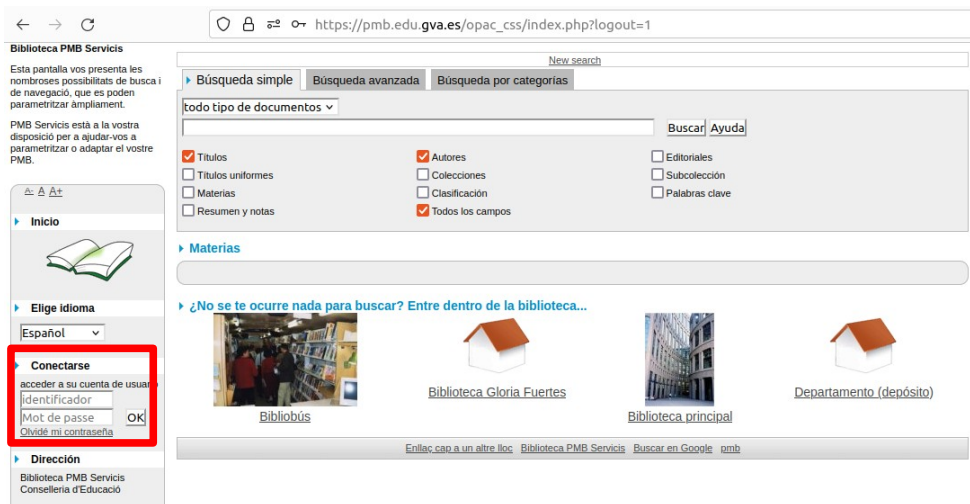 https://pmb.edu.gva.es/opac_css/index.php?logout=1
Biblioteca PMB Servicis
Esta pantalla vos presenta les
nombroses possibilitats de busca i
de navegació, que es poden
parametritzar àmpliament.
PMB Servicis està a la vostra
disposició per a ajudar-vos a
parametritzar o adaptar el vostre
PMB.
A- A A+
Inicio
Elige idioma
Español
Conectarse
acceder a su cuenta de usuario
identificador
Mot de passe OK
Olvidé mi contraseña
Dirección
Biblioteca PMB Servicis
Conselleria d'Educació
New search
Búsqueda simple Búsqueda avanzada Búsqueda por categorías
todo tipo de documentos
Buscar Ayuda
Títulos Autores Editoriales
Títulos uniformes Colecciones Subcolección
Materias Clasificación Palabras clave
Resumen y notas Todos los campos
Materias
¿No se te ocurre nada para buscar? Entre dentro de la biblioteca...
Bibliobús Biblioteca Gloria Fuertes Biblioteca principal Departamento (depósito)
Enllaç cap a un altre lloc Biblioteca PMB Servicis Buscar en Google pmb